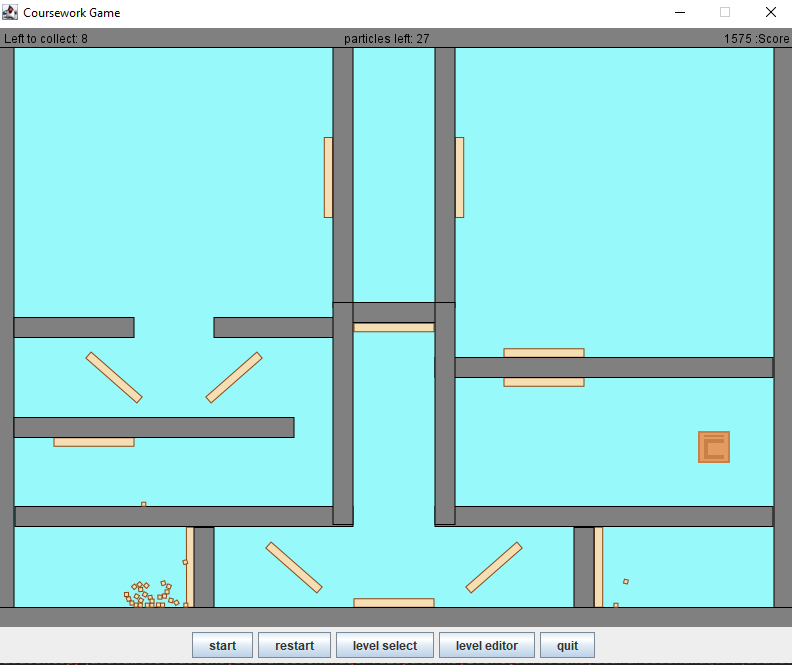 Coursework Game
Left to collect: 8 particles left: 27 1575 :Score
start restart level select level editor quit